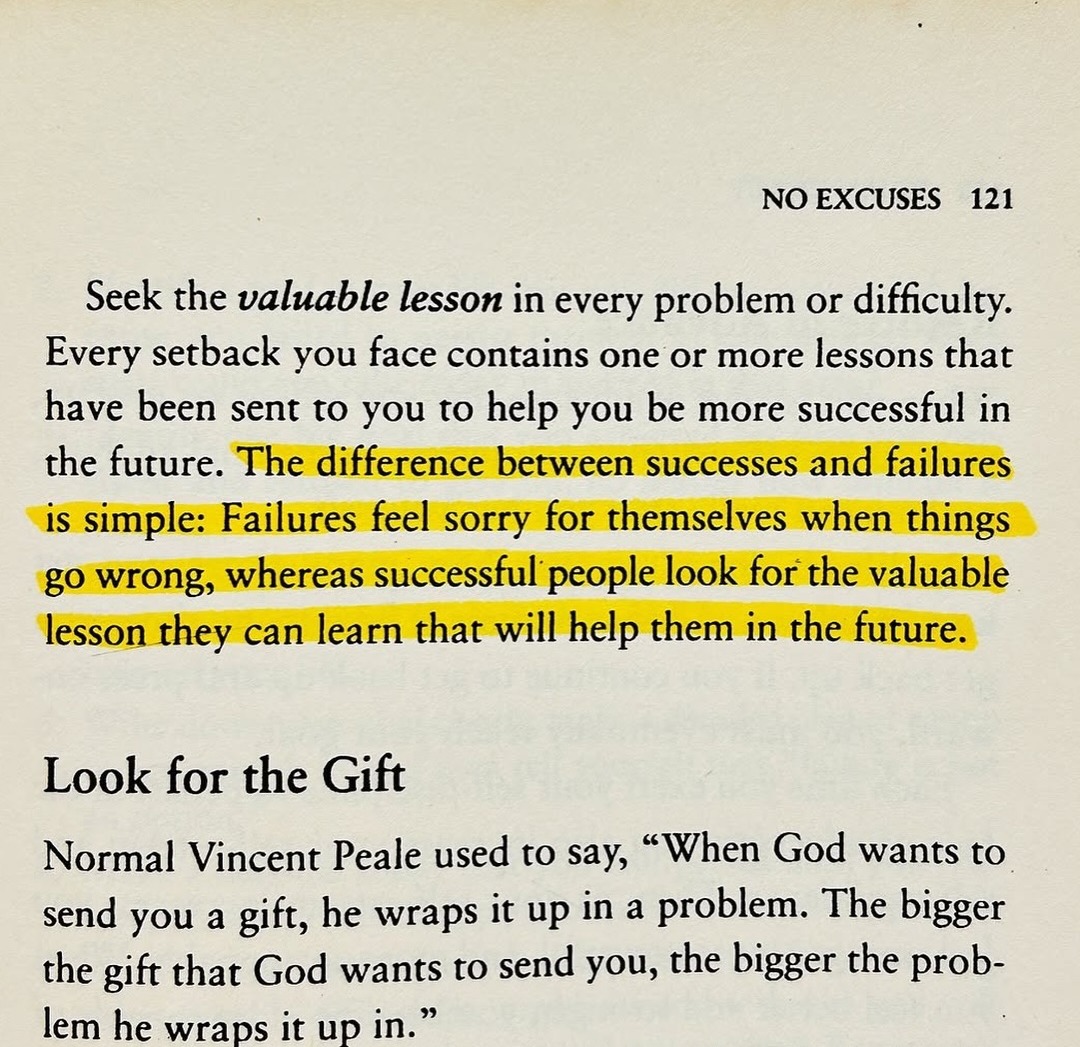 NO EXCUSES 121
Seek the valuable lesson in every problem or difficulty.
Every setback you face contains one or more lessons that
have been sent to you to help you be more successful in
the future. The difference between successes and failures
is simple: Failures feel sorry for themselves when things
go wrong, whereas successful people look for the valuable
lesson they can learn that will help them in the future.
Look for the Gift
Normal Vincent Peale used to say, “When God wants to
send you a gift, he wraps it up in a problem. The bigger
the gift that God wants to send you, the bigger the prob-
lem he wraps it up in.”